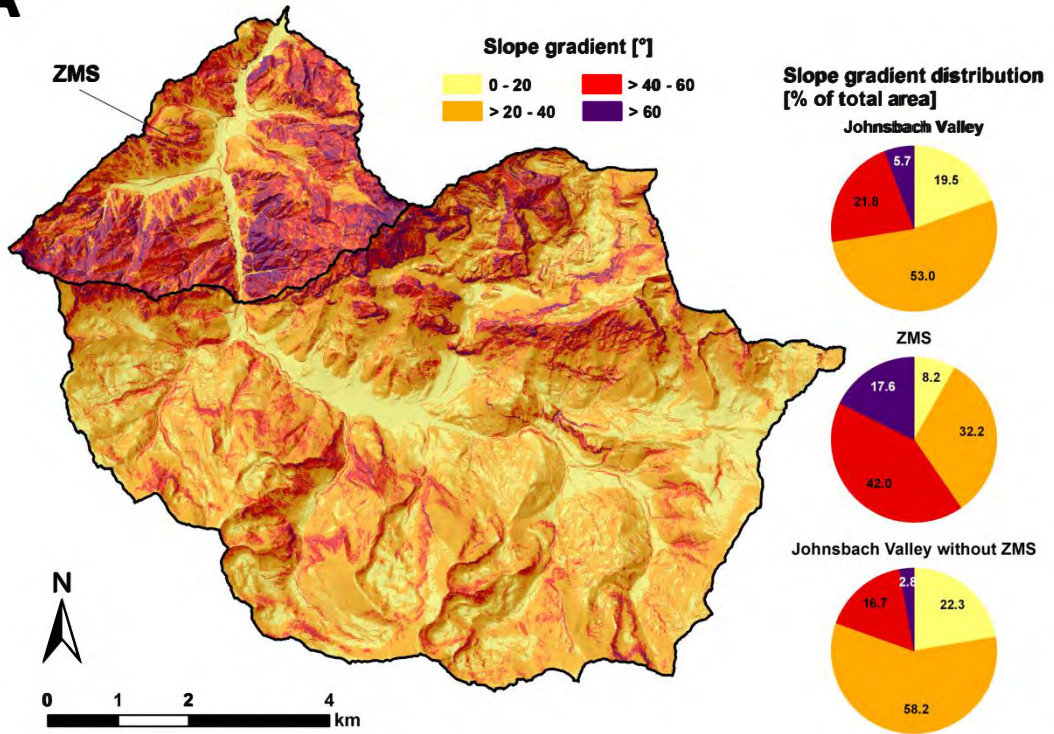 A
ZMS
Slope gradient [°]
0 - 20
> 20 - 40
> 40 - 60
> 60
Slope gradient distribution
[% of total area]
Johnsbach Valley
5.7
19.5
21.8
53.0
ZMS
17.6
8.2
32.2
42.0
Johnsbach Valley without ZMS
2.8
16.7
22.3
58.2
N
0 1 2 4
km